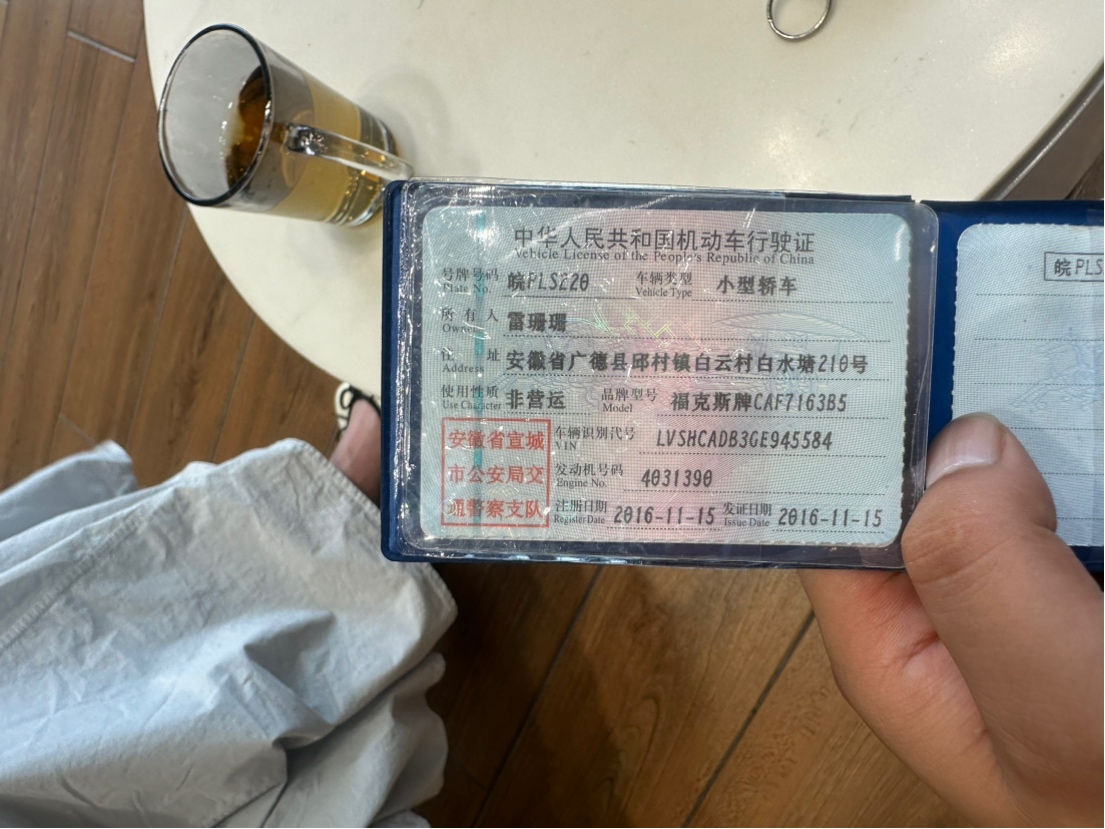 中华人民共和国机动车行驶证
Vehicle License of the People's Republic of China
号牌号码 皖PLS220 车辆类型 小型轿车
Plate No. Vehicle Type
所有人 雷珊珊
Owner
住址 安徽省广德县邱村镇白云村白水塘210号
Address
使用性质 非营运 品牌型号 福克斯牌CAF7163B5
Use Character Model
安徽省宣城 车辆识别代号 LVSHCADB3GE945584
VIN
市公安局交 发动机号码 4031390
Engine No.
通警察支队 注册日期 2016-11-15 发证日期 2016-11-15
Register Date Issue Date
皖PLS